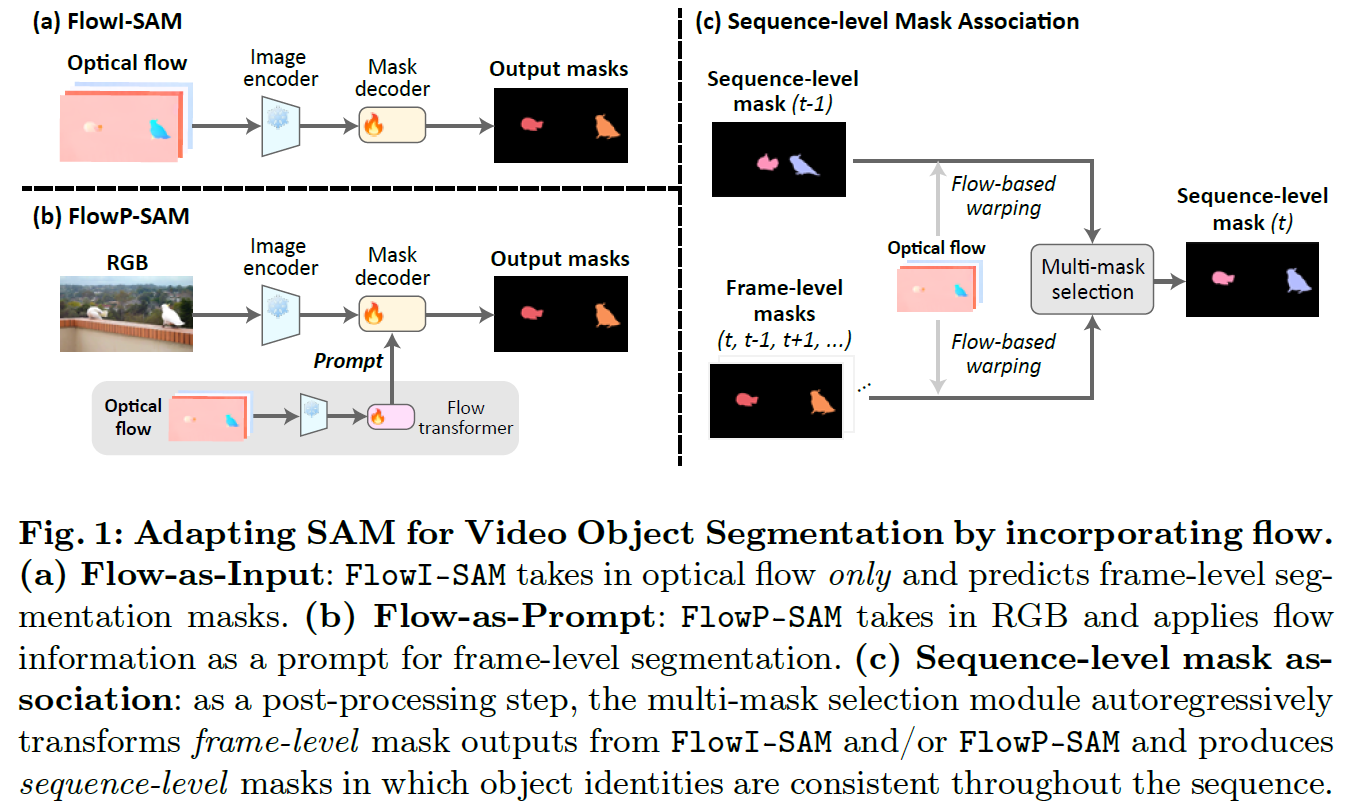 (a) FlowI-SAM
Optical flow
Image
encoder
Mask
decoder
Output masks
(b) FlowP-SAM
RGB
Image
encoder
Mask
decoder
Output masks
Prompt
Optical
flow
Flow
transformer
(c) Sequence-level Mask Association
Sequence-level
mask (t-1)
Flow-based
warping
Optical flow
Frame-level
masks
(t, t-1, t+1, ...)
...
Flow-based
warping
Multi-mask
selection
Sequence-level
mask (t)
Fig. 1: Adapting SAM for Video Object Segmentation by incorporating flow.
(a) Flow-as-Input: FlowI-SAM takes in optical flow only and predicts frame-level seg-
mentation masks. (b) Flow-as-Prompt: FlowP-SAM takes in RGB and applies flow
information as a prompt for frame-level segmentation. (c) Sequence-level mask as-
sociation: as a post-processing step, the multi-mask selection module autoregressively
transforms frame-level mask outputs from FlowI-SAM and/or FlowP-SAM and produces
sequence-level masks in which object identities are consistent throughout the sequence.